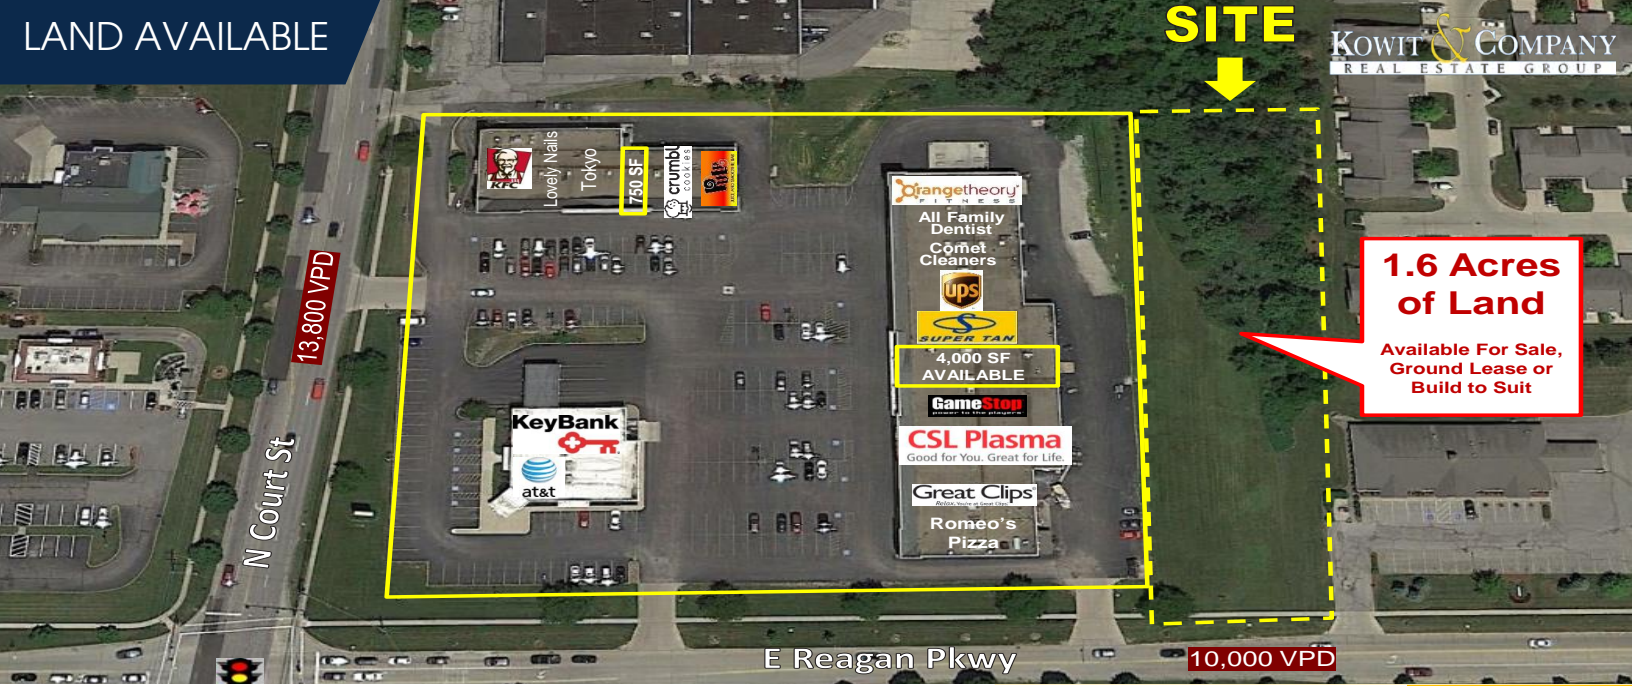 LAND AVAILABLE
SITE
KOWIT & COMPANY
REAL ESTATE GROUP
KFC
Lovely Nails
Tokyo
750 SF
crumbl
cookies
Orangetheory
FITNESS
All Family
Dentist
Comet
Cleaners
ups
SUPER TAN
4,000 SF
AVAILABLE
GameStop
power to the players
CSL Plasma
Good for You. Great for Life.
Great Clips
Romeo's
Pizza
KeyBank
at&t
1.6 Acres
of Land
Available For Sale,
Ground Lease or
Build to Suit
13,800 VPD
N Court St
E Reagan Pkwy
10,000 VPD